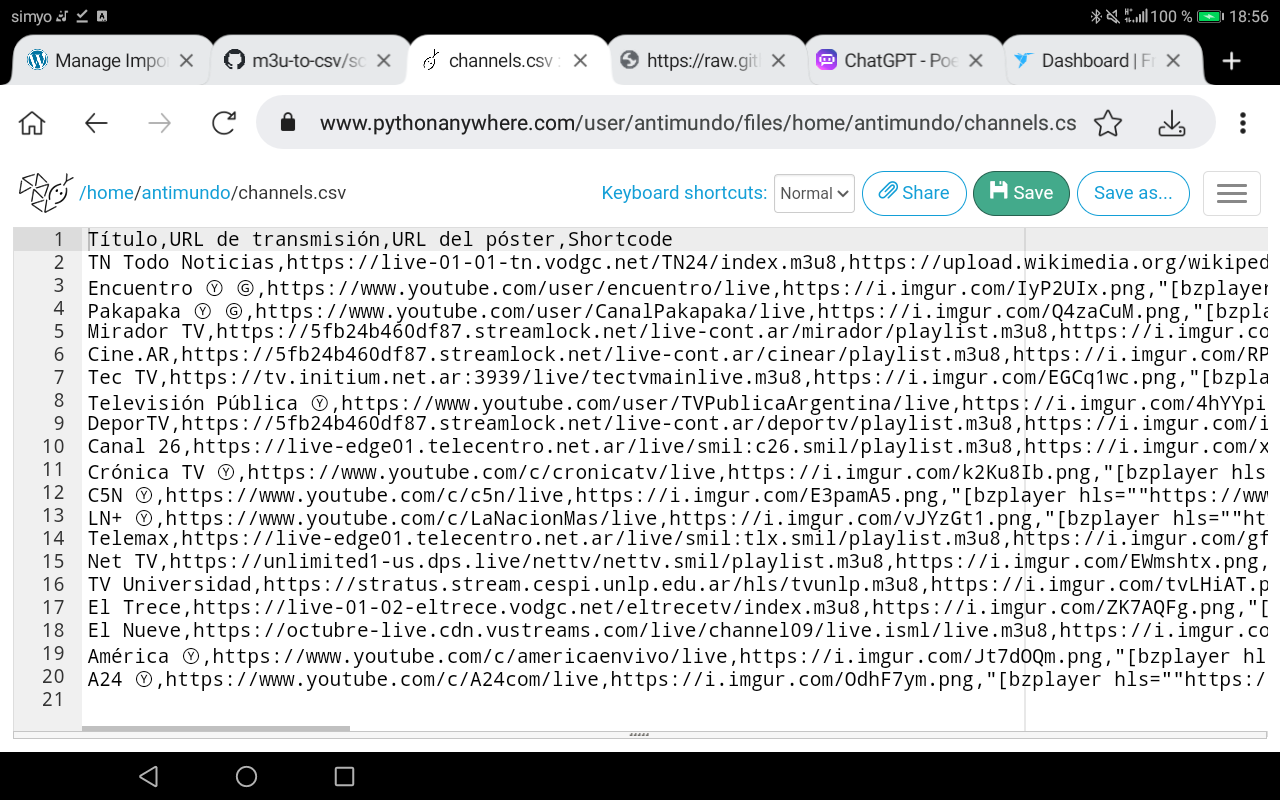 simyo 100 % 18:56
Manage Impo m3u-to-csv/sc channels.csv https://raw.git ChatGPT - Poe Dashboard | Fr
www.pythonanywhere.com/user/antimundo/files/home/antimundo/channels.cs
/home/antimundo/channels.csv Keyboard shortcuts: Normal Share Save Save as...
1 Título,URL de transmisión,URL del póster,Shortcode
2 TN Todo Noticias,https://live-01-01-tn.vodgc.net/TN24/index.m3u8,https://upload.wikimedia.org/wikiped
3 Encuentro Ⓨ Ⓖ,https://www.youtube.com/user/encuentro/live,https://i.imgur.com/IyP2UIx.png,"[bzplayer
4 Pakapaka Ⓨ Ⓖ,https://www.youtube.com/user/CanalPakapaka/live,https://i.imgur.com/Q4zaCuM.png,"[bzpla
5 Mirador TV,https://5fb24b460df87.streamlock.net/live-cont.ar/mirador/playlist.m3u8,https://i.imgur.co
6 Cine.AR,https://5fb24b460df87.streamlock.net/live-cont.ar/cinear/playlist.m3u8,https://i.imgur.com/RP
7 Tec TV,https://tv.initium.net.ar:3939/live/tectvmainlive.m3u8,https://i.imgur.com/EGCq1wc.png,"[bzpla
8 Televisión Pública Ⓨ,https://www.youtube.com/user/TVPublicaArgentina/live,https://i.imgur.com/4hYYpi
9 DeporTV,https://5fb24b460df87.streamlock.net/live-cont.ar/deportv/playlist.m3u8,https://i.imgur.com/i
10 Canal 26,https://live-edge01.telecentro.net.ar/live/smil:c26.smil/playlist.m3u8,https://i.imgur.com/x
11 Crónica TV Ⓨ,https://www.youtube.com/c/cronicatv/live,https://i.imgur.com/k2Ku8Ib.png,"[bzplayer hls
12 C5N Ⓨ,https://www.youtube.com/c/c5n/live,https://i.imgur.com/E3pamA5.png,"[bzplayer hls=""https://www
13 LN+ Ⓨ,https://www.youtube.com/c/LaNacionMas/live,https://i.imgur.com/vJYzGt1.png,"[bzplayer hls=""ht
14 Telemax,https://live-edge01.telecentro.net.ar/live/smil:tlx.smil/playlist.m3u8,https://i.imgur.com/gf
15 Net TV,https://unlimited1-us.dps.live/nettv/nettv.smil/playlist.m3u8,https://i.imgur.com/EWmshtx.png,
16 TV Universidad,https://stratus.stream.cespi.unlp.edu.ar/hls/tvunlp.m3u8,https://i.imgur.com/tvLHiAT.p
17 El Trece,https://live-01-02-eltrece.vodgc.net/eltrecetv/index.m3u8,https://i.imgur.com/ZK7AQFg.png,"[
18 El Nueve,https://octubre-live.cdn.vustreams.com/live/channel09/live.isml/live.m3u8,https://i.imgur.co
19 América Ⓨ,https://www.youtube.com/c/americaenvivo/live,https://i.imgur.com/Jt7dOQm.png,"[bzplayer hl
20 A24 Ⓨ,https://www.youtube.com/c/A24com/live,https://i.imgur.com/OdhF7ym.png,"[bzplayer hls=""https:/
21